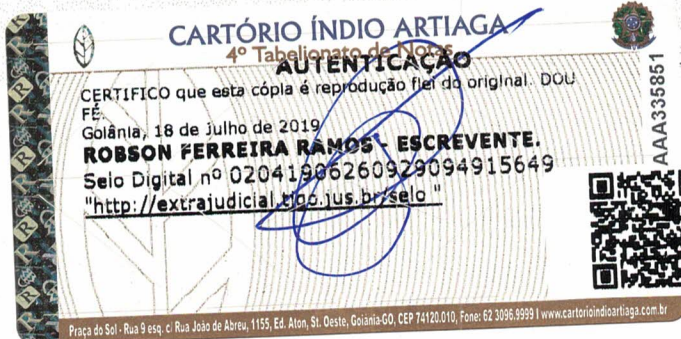 CARTÓRIO ÍNDIO ARTIAGA
4º Tabelionato de Notas
AUTENTICAÇÃO
CERTIFICO que esta cópia é reprodução fiel do original. DOU
FÉ
Goiânia, 18 de julho de 2019
ROBSON FERREIRA RAMOS - ESCREVENTE.
Selo Digital nº 02041906260929094915649
"http://extrajudicial.tjgo.jus.br/selo "
AAA335851
Praça do Sol - Rua 9 esq. c/ Rua João de Abreu, 1155, Ed. Aton, St. Oeste, Goiania-GO, CEP 74120.010, Fone: 62 3096.9999 I www.cartorioindioartiaga.com.br